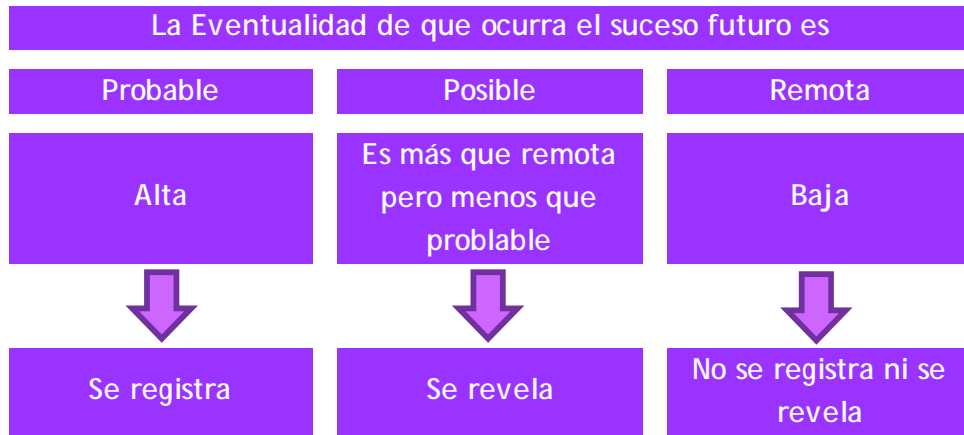 La Eventualidad de que ocurra el suceso futuro es
Probable
Posible
Remota
Alta
Es más que remota
pero menos que
problable
Baja
Se registra
Se revela
No se registra ni se
revela